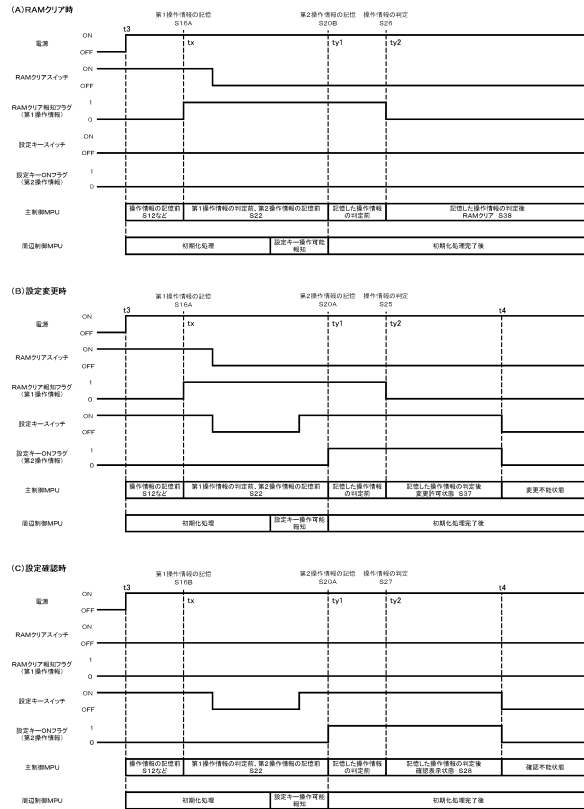 (A)RAMクリア時
第1操作情報の記憶
S16A
第2操作情報の記憶 操作情報の判定
S20B S26
t3
電源
ON
OFF
tx
ty1
ty2
RAMクリアスイッチ
ON
OFF
RAMクリア報知フラグ
(第1操作情報)
1
0
設定キースイッチ
ON
OFF
設定キーONフラグ
(第2操作情報)
1
0
主制御MPU
操作情報の記憶前
S12など
第1操作情報の判定前、第2操作情報の記憶前
S22
記憶した操作情報
の判定前
記憶した操作情報の判定後
RAMクリア S38
周辺制御MPU
初期化処理
設定キー操作可能
報知
初期化処理完了後
(B)設定変更時
第1操作情報の記憶
S16A
第2操作情報の記憶 操作情報の判定
S20A S25
t3
t4
電源
ON
OFF
tx
ty1
ty2
RAMクリアスイッチ
ON
OFF
RAMクリア報知フラグ
(第1操作情報)
1
0
設定キースイッチ
ON
OFF
設定キーONフラグ
(第2操作情報)
1
0
主制御MPU
操作情報の記憶前
S12など
第1操作情報の判定前、第2操作情報の記憶前
S22
記憶した操作情報
の判定前
記憶した操作情報の判定後
変更許可状態 S37
変更不能状態
周辺制御MPU
初期化処理
設定キー操作可能
報知
初期化処理完了後
(C)設定確認時
第1操作情報の記憶
S16B
第2操作情報の記憶 操作情報の判定
S20A S27
t3
t4
電源
ON
OFF
tx
ty1
ty2
RAMクリアスイッチ
ON
OFF
RAMクリア報知フラグ
(第1操作情報)
1
0
設定キースイッチ
ON
OFF
設定キーONフラグ
(第2操作情報)
1
0
主制御MPU
操作情報の記憶前
S12など
第1操作情報の判定前、第2操作情報の記憶前
S22
記憶した操作情報
の判定前
記憶した操作情報の判定後
確認表示状態 S28
確認不能状態
周辺制御MPU
初期化処理
設定キー操作可能
報知
初期化処理完了後